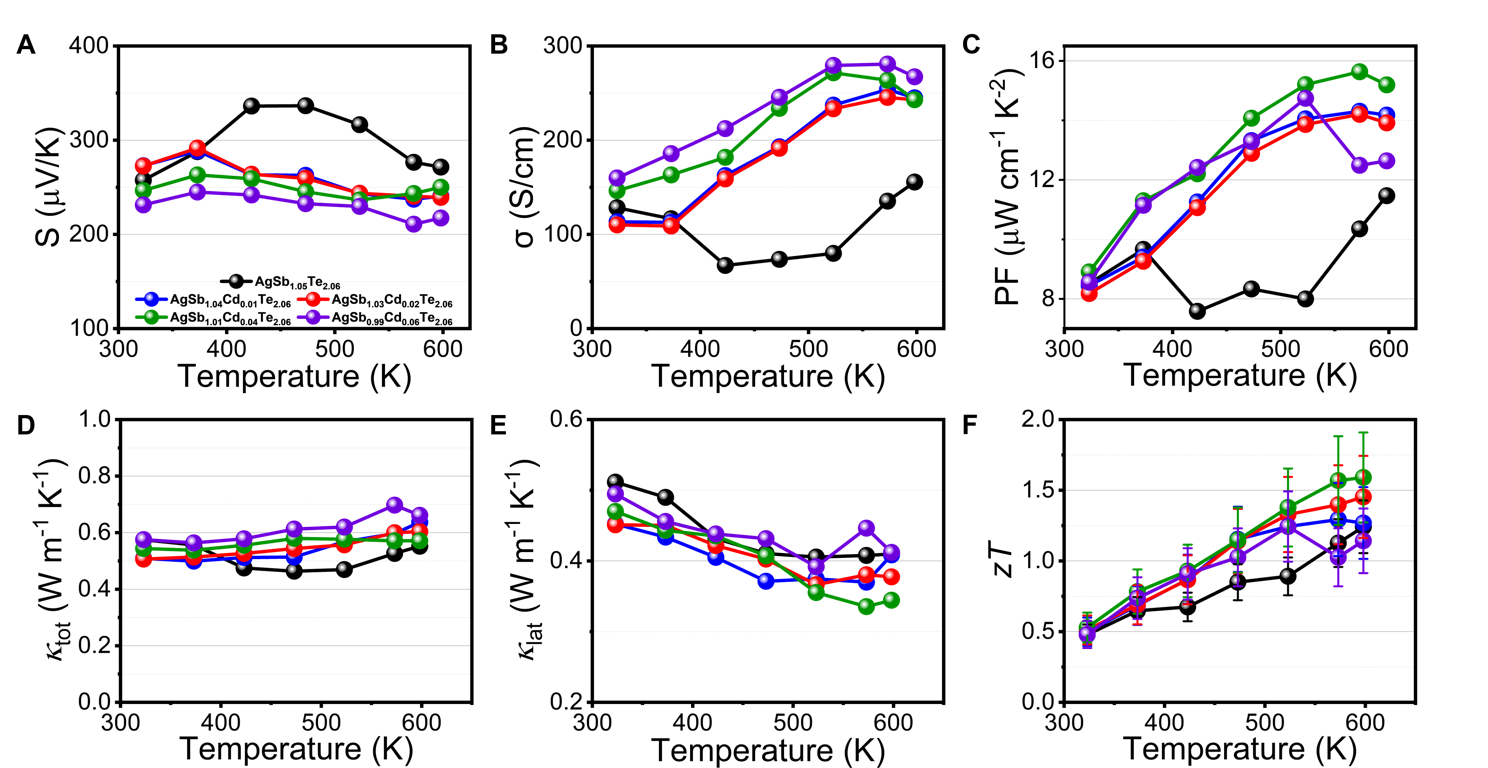 A
400
300
200
100
S (μV/K)
AgSb₁.₀₅Te₂.₀₆
AgSb₁.₀₄Cd₀.₀₁Te₂.₀₆ AgSb₁.₀₃Cd₀.₀₂Te₂.₀₆
AgSb₁.₀₁Cd₀.₀₄Te₂.₀₆ AgSb₀.₉₉Cd₀.₀₆Te₂.₀₆
300 400 500 600
Temperature (K)
B
300
200
100
0
σ (S/cm)
300 400 500 600
Temperature (K)
C
16
12
8
PF (μW cm⁻¹ K⁻²)
300 400 500 600
Temperature (K)
D
1.0
0.8
0.6
0.4
0.2
0.0
κtot (W m⁻¹ K⁻¹)
300 400 500 600
Temperature (K)
E
0.6
0.4
0.2
κlat (W m⁻¹ K⁻¹)
300 400 500 600
Temperature (K)
F
2.0
1.5
1.0
0.5
0.0
zT
300 400 500 600
Temperature (K)